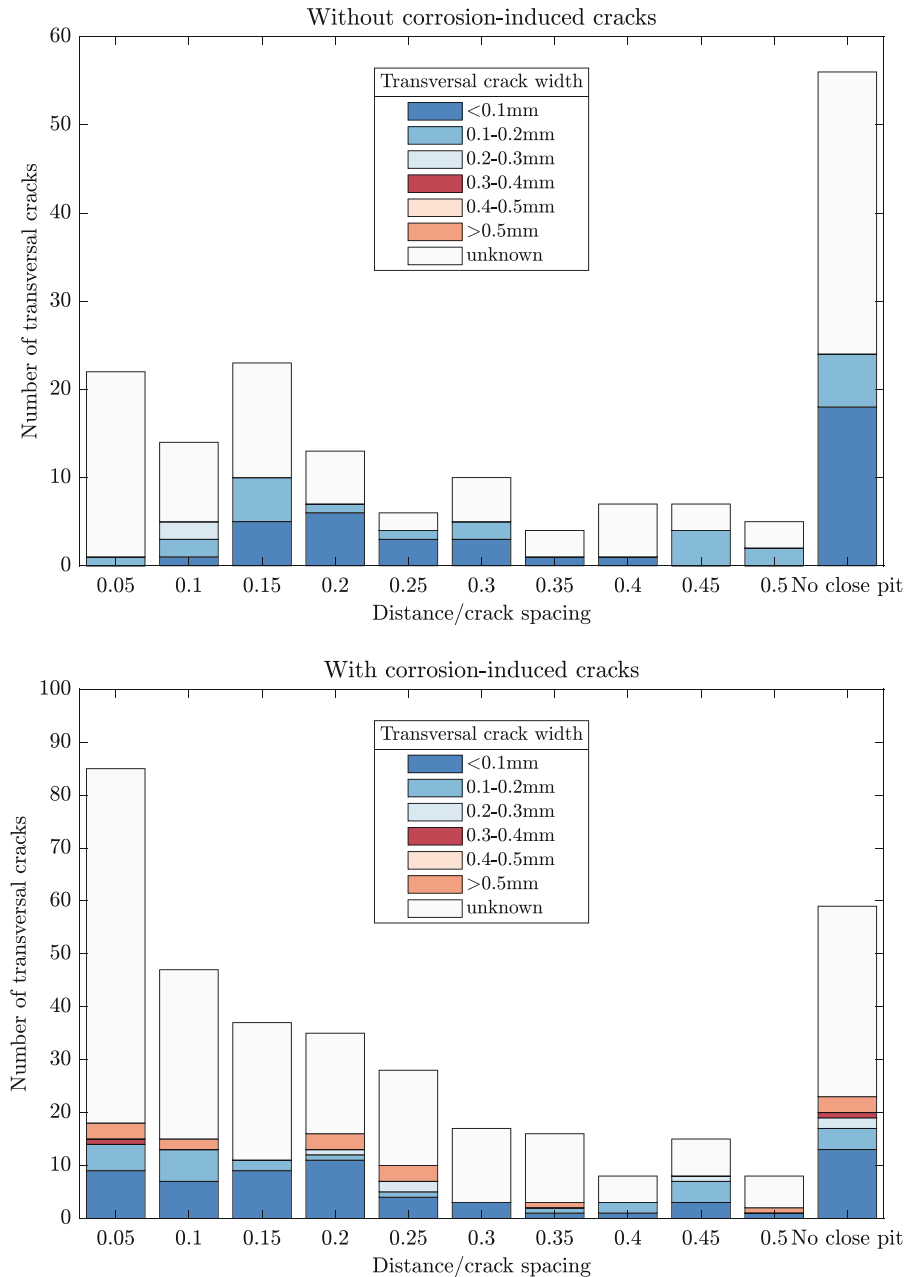 Without corrosion-induced cracks
60
50
40
30
20
10
0
Number of transversal cracks
Transversal crack width
<0.1mm
0.1-0.2mm
0.2-0.3mm
0.3-0.4mm
0.4-0.5mm
>0.5mm
unknown
0.05 0.1 0.15 0.2 0.25 0.3 0.35 0.4 0.45 0.5 No close pit
Distance/crack spacing
With corrosion-induced cracks
100
90
80
70
60
50
40
30
20
10
0
Number of transversal cracks
Transversal crack width
<0.1mm
0.1-0.2mm
0.2-0.3mm
0.3-0.4mm
0.4-0.5mm
>0.5mm
unknown
0.05 0.1 0.15 0.2 0.25 0.3 0.35 0.4 0.45 0.5 No close pit
Distance/crack spacing